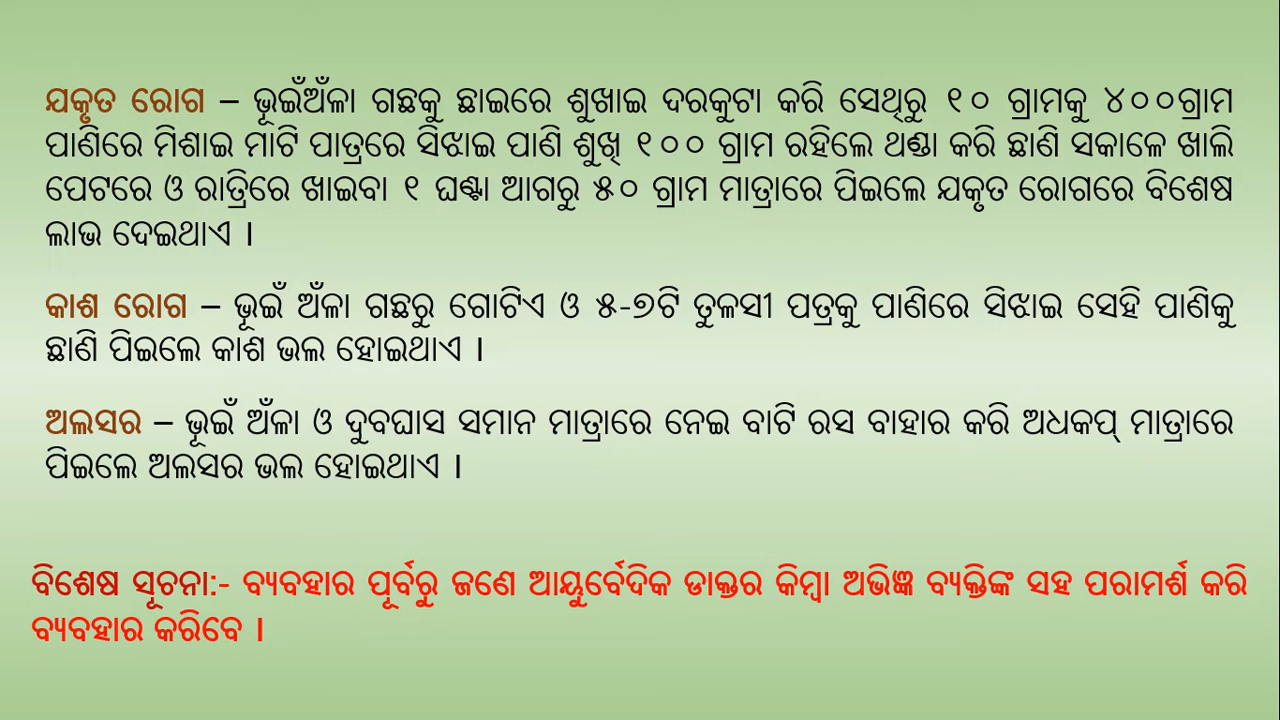 ଯକୃତ ରୋଗ – ଭୂଇଁଅଁଳା ଗଛକୁ ଛାଇରେ ଶୁଖାଇ ଦରକୁଟା କରି ସେଥିରୁ ୧୦ ଗ୍ରାମକୁ ୪୦୦ଗ୍ରାମ
ପାଣିରେ ମିଶାଇ ମାଟି ପାତ୍ରରେ ସିଝାଇ ପାଣି ଶୁଖି ୧୦୦ ଗ୍ରାମ ରହିଲେ ଥଣ୍ଡା କରି ଛାଣି ସକାଳେ ଖାଲି
ପେଟରେ ଓ ରାତ୍ରିରେ ଖାଇବା ୧ ଘଣ୍ଟା ଆଗରୁ ୫୦ ଗ୍ରାମ ମାତ୍ରାରେ ପିଇଲେ ଯକୃତ ରୋଗରେ ବିଶେଷ
ଲାଭ ଦେଇଥାଏ ।
କାଶ ରୋଗ – ଭୂଇଁ ଅଁଳା ଗଛରୁ ଗୋଟିଏ ଓ ୫-୭ଟି ତୁଳସୀ ପତ୍ରକୁ ପାଣିରେ ସିଝାଇ ସେହି ପାଣିକୁ
ଛାଣି ପିଇଲେ କାଶ ଭଲ ହୋଇଥାଏ ।
ଅଲସର – ଭୂଇଁ ଅଁଳା ଓ ଦୁବଘାସ ସମାନ ମାତ୍ରାରେ ନେଇ ବାଟି ରସ ବାହାର କରି ଅଧକପ୍ ମାତ୍ରାରେ
ପିଇଲେ ଅଲସର ଭଲ ହୋଇଥାଏ ।
ବିଶେଷ ସୂଚନା:- ବ୍ୟବହାର ପୂର୍ବରୁ ଜଣେ ଆୟୁର୍ବେଦିକ ଡାକ୍ତର କିମ୍ବା ଅଭିଜ୍ଞ ବ୍ୟକ୍ତିଙ୍କ ସହ ପରାମର୍ଶ କରି
ବ୍ୟବହାର କରିବେ ।